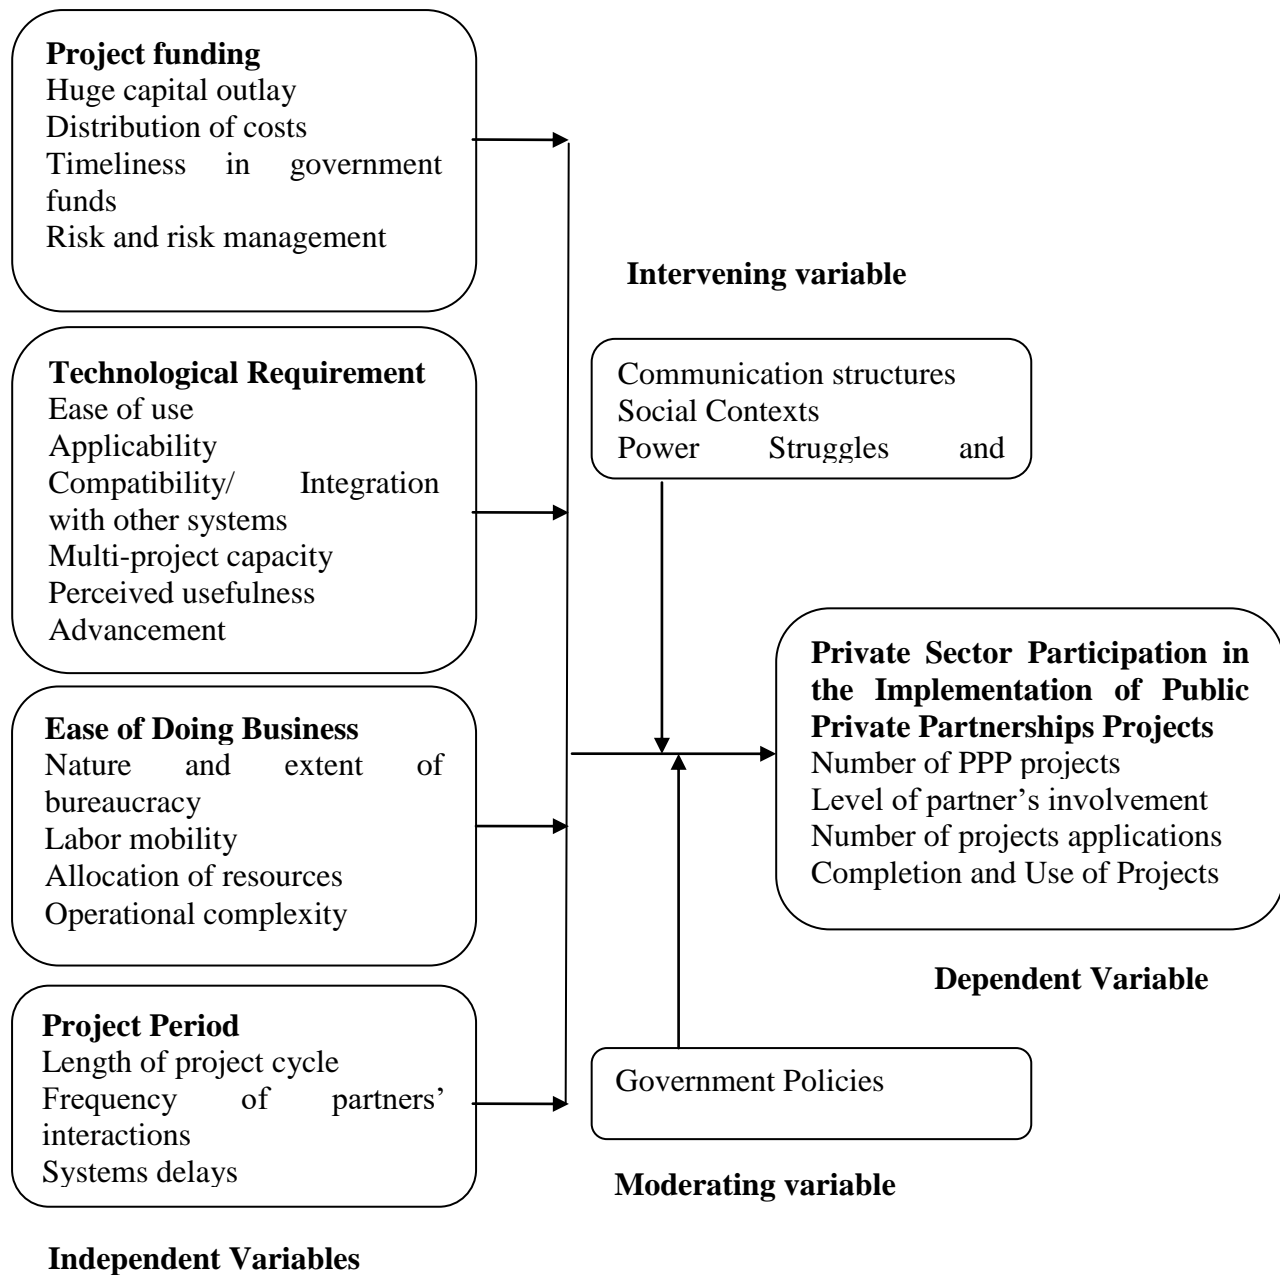 Project funding
Huge capital outlay
Distribution of costs
Timeliness in government
funds
Risk and risk management
Intervening variable
Technological Requirement
Ease of use
Applicability
Compatibility/ Integration
with other systems
Multi-project capacity
Perceived usefulness
Advancement
Communication structures
Social Contexts
Power Struggles and
Private Sector Participation in
the Implementation of Public
Private Partnerships Projects
Number of PPP projects
Level of partner’s involvement
Number of projects applications
Completion and Use of Projects
Ease of Doing Business
Nature and extent of
bureaucracy
Labor mobility
Allocation of resources
Operational complexity
Dependent Variable
Project Period
Length of project cycle
Frequency of partners’
interactions
Systems delays
Government Policies
Moderating variable
Independent Variables